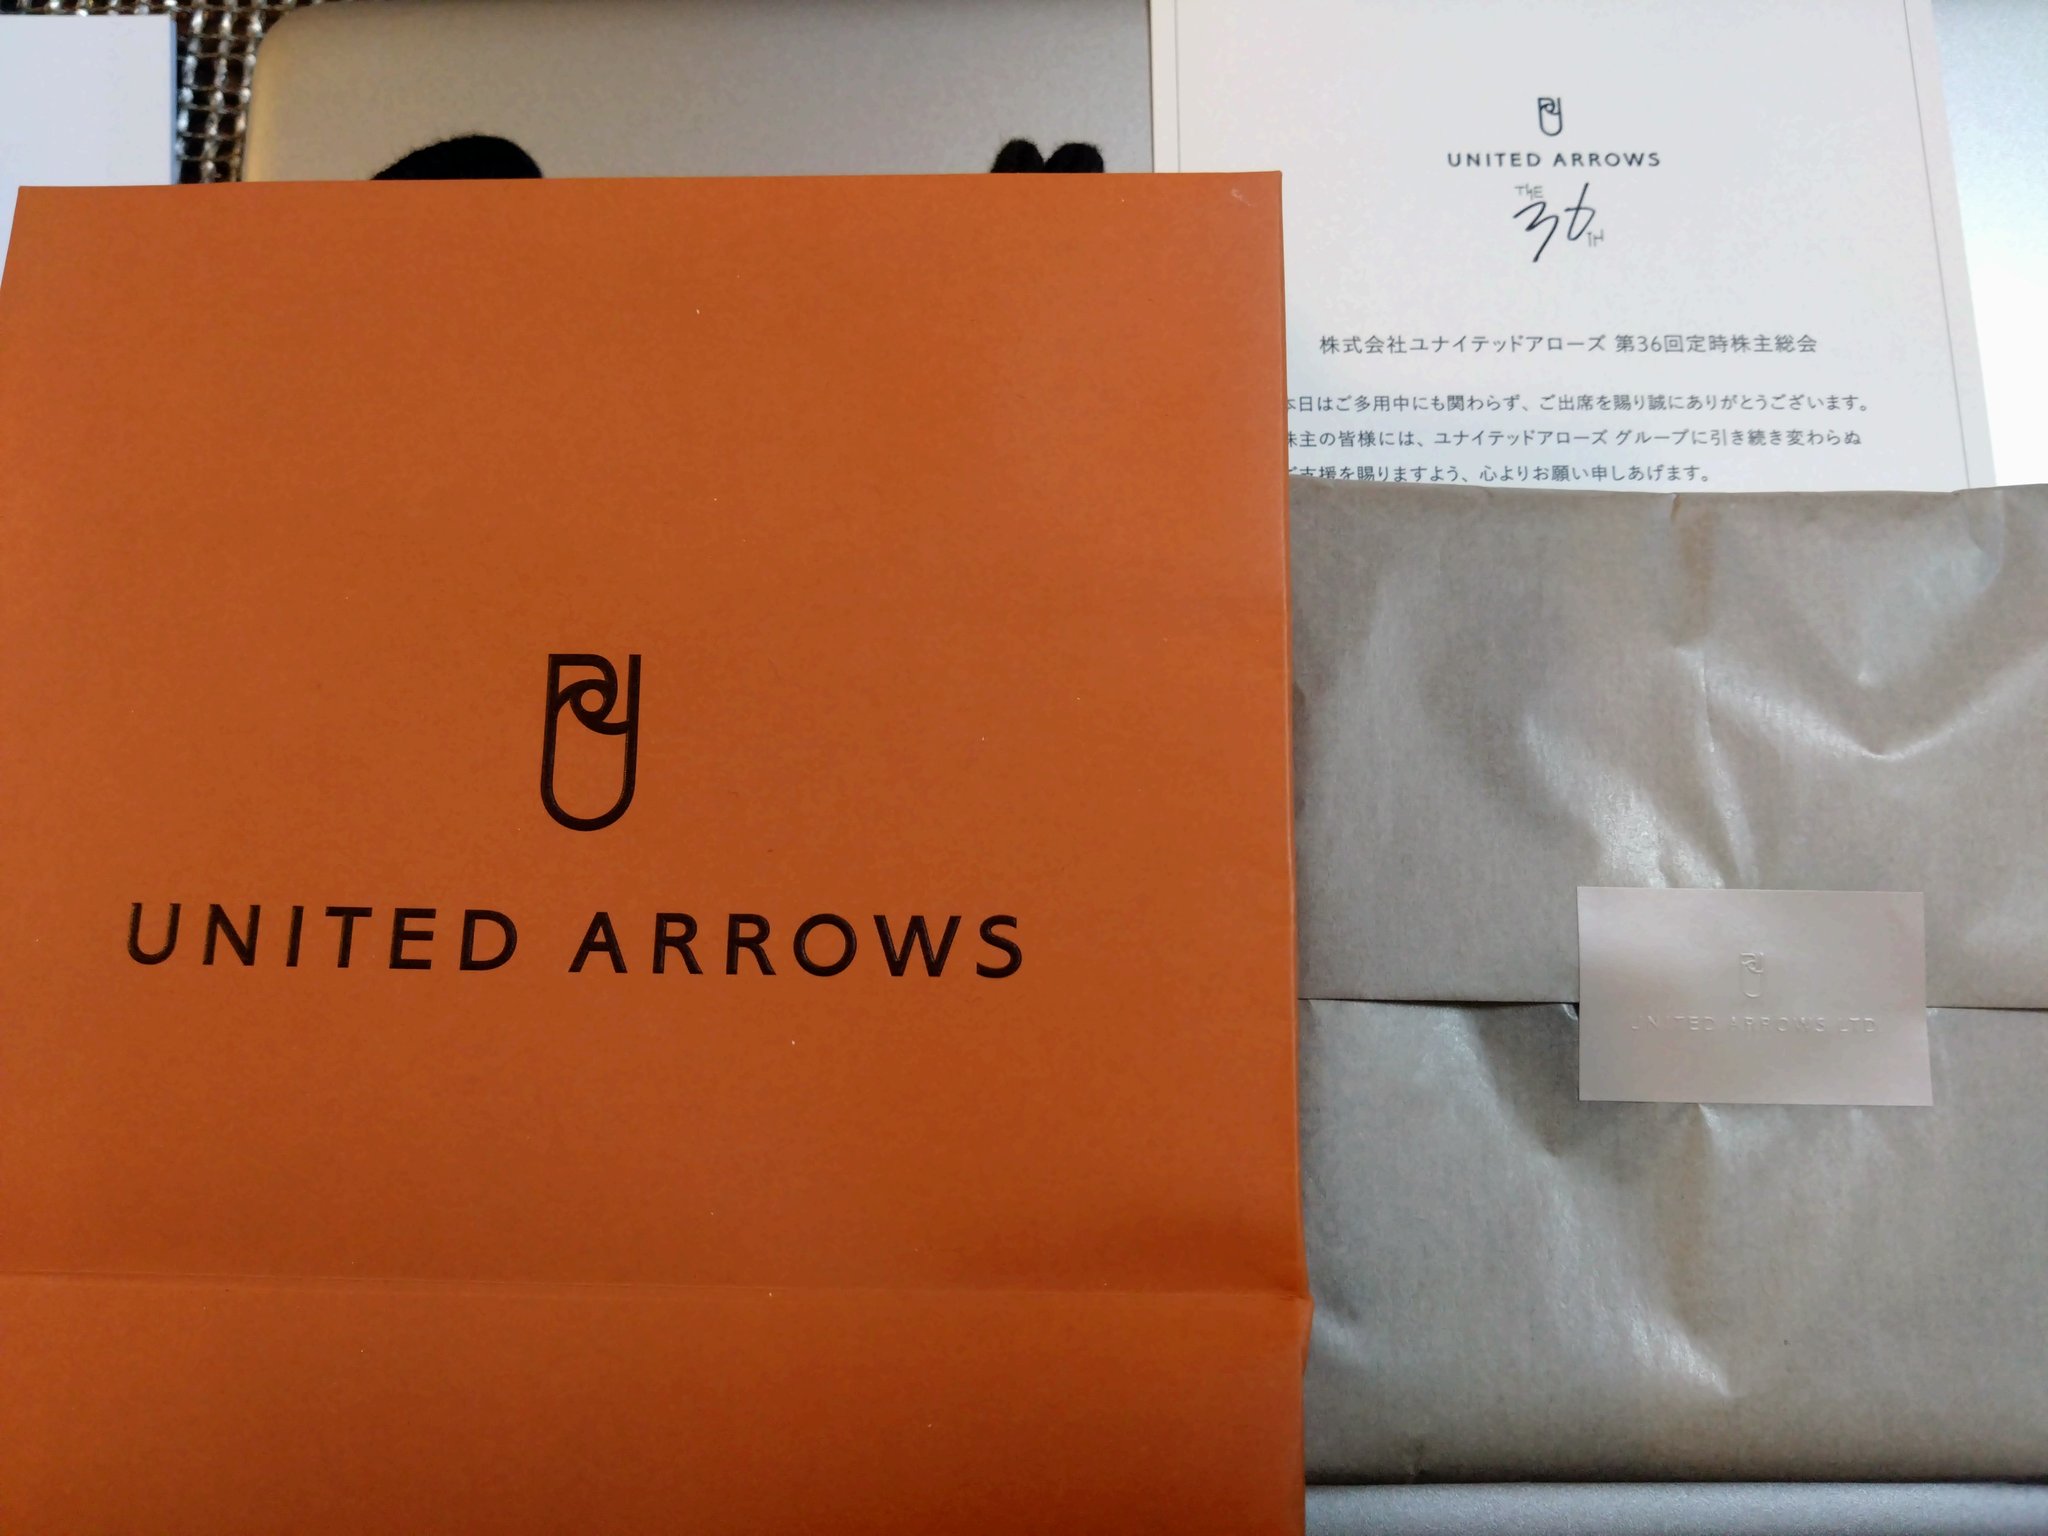 UNITED ARROWS
THE
36
TH
株式会社ユナイテッドアローズ 第36回定時株主総会
本日はご多用中にも関わらず、ご出席を賜り誠にありがとうございます。
株主の皆様には、ユナイテッドアローズ グループに引き続き変わらぬ
ご支援を賜りますよう、心よりお願い申しあげます。
UNITED ARROWS
UNITED ARROWS LTD